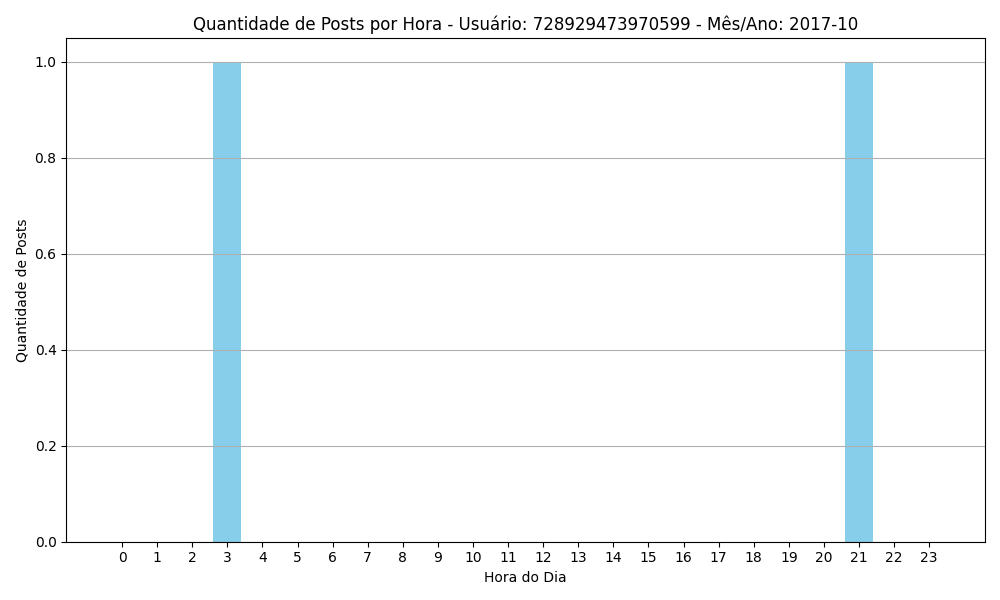 Quantidade de Posts por Hora - Usuário: 728929473970599 - Mês/Ano: 2017-10
Quantidade de Posts
1.0
0.8
0.6
0.4
0.2
0.0
0 1 2 3 4 5 6 7 8 9 10 11 12 13 14 15 16 17 18 19 20 21 22 23
Hora do Dia